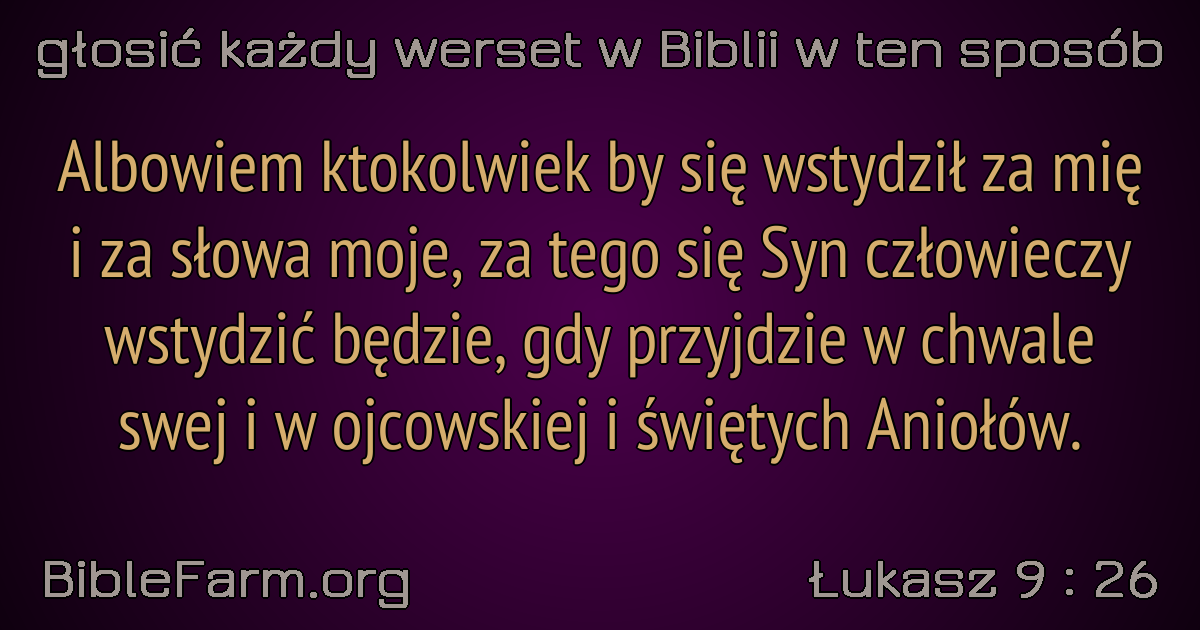 głosić każdy werset w Biblii w ten sposób
Albowiem ktokolwiek by się wstydził za mię
i za słowa moje, za tego się Syn człowieczy
wstydzić będzie, gdy przyjdzie w chwale
swej i w ojcowskiej i świętych Aniołów.
BibleFarm.org
Łukasz 9 : 26